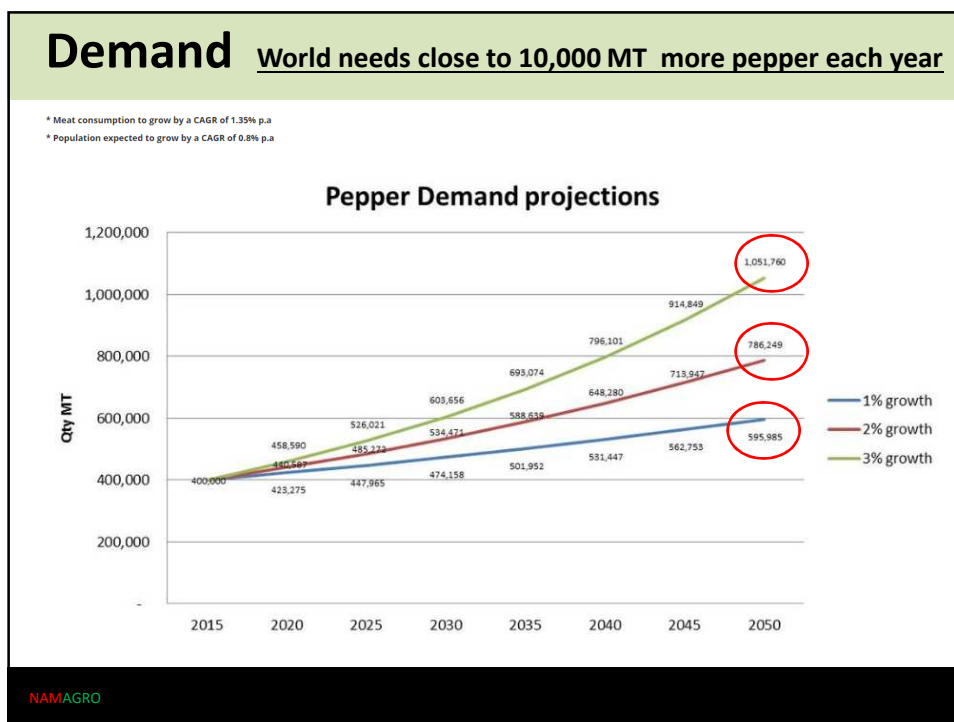 Demand World needs close to 10,000 MT more pepper each year
* Meat consumption to grow by a CAGR of 1.35% p.a
* Population expected to grow by a CAGR of 0.8% p.a
Pepper Demand projections
1,200,000
1,051,760
1,000,000
914,849
796,101
800,000
786,249
713,947
693,074
648,280
603,656
600,000
588,639
595,985
562,753
534,471
531,447
526,021
501,952
485,272
474,158
458,590
447,965
440,587
423,275
400,000
400,000
200,000
-
Qty MT
1% growth
2% growth
3% growth
2015 2020 2025 2030 2035 2040 2045 2050
NAMAGRO